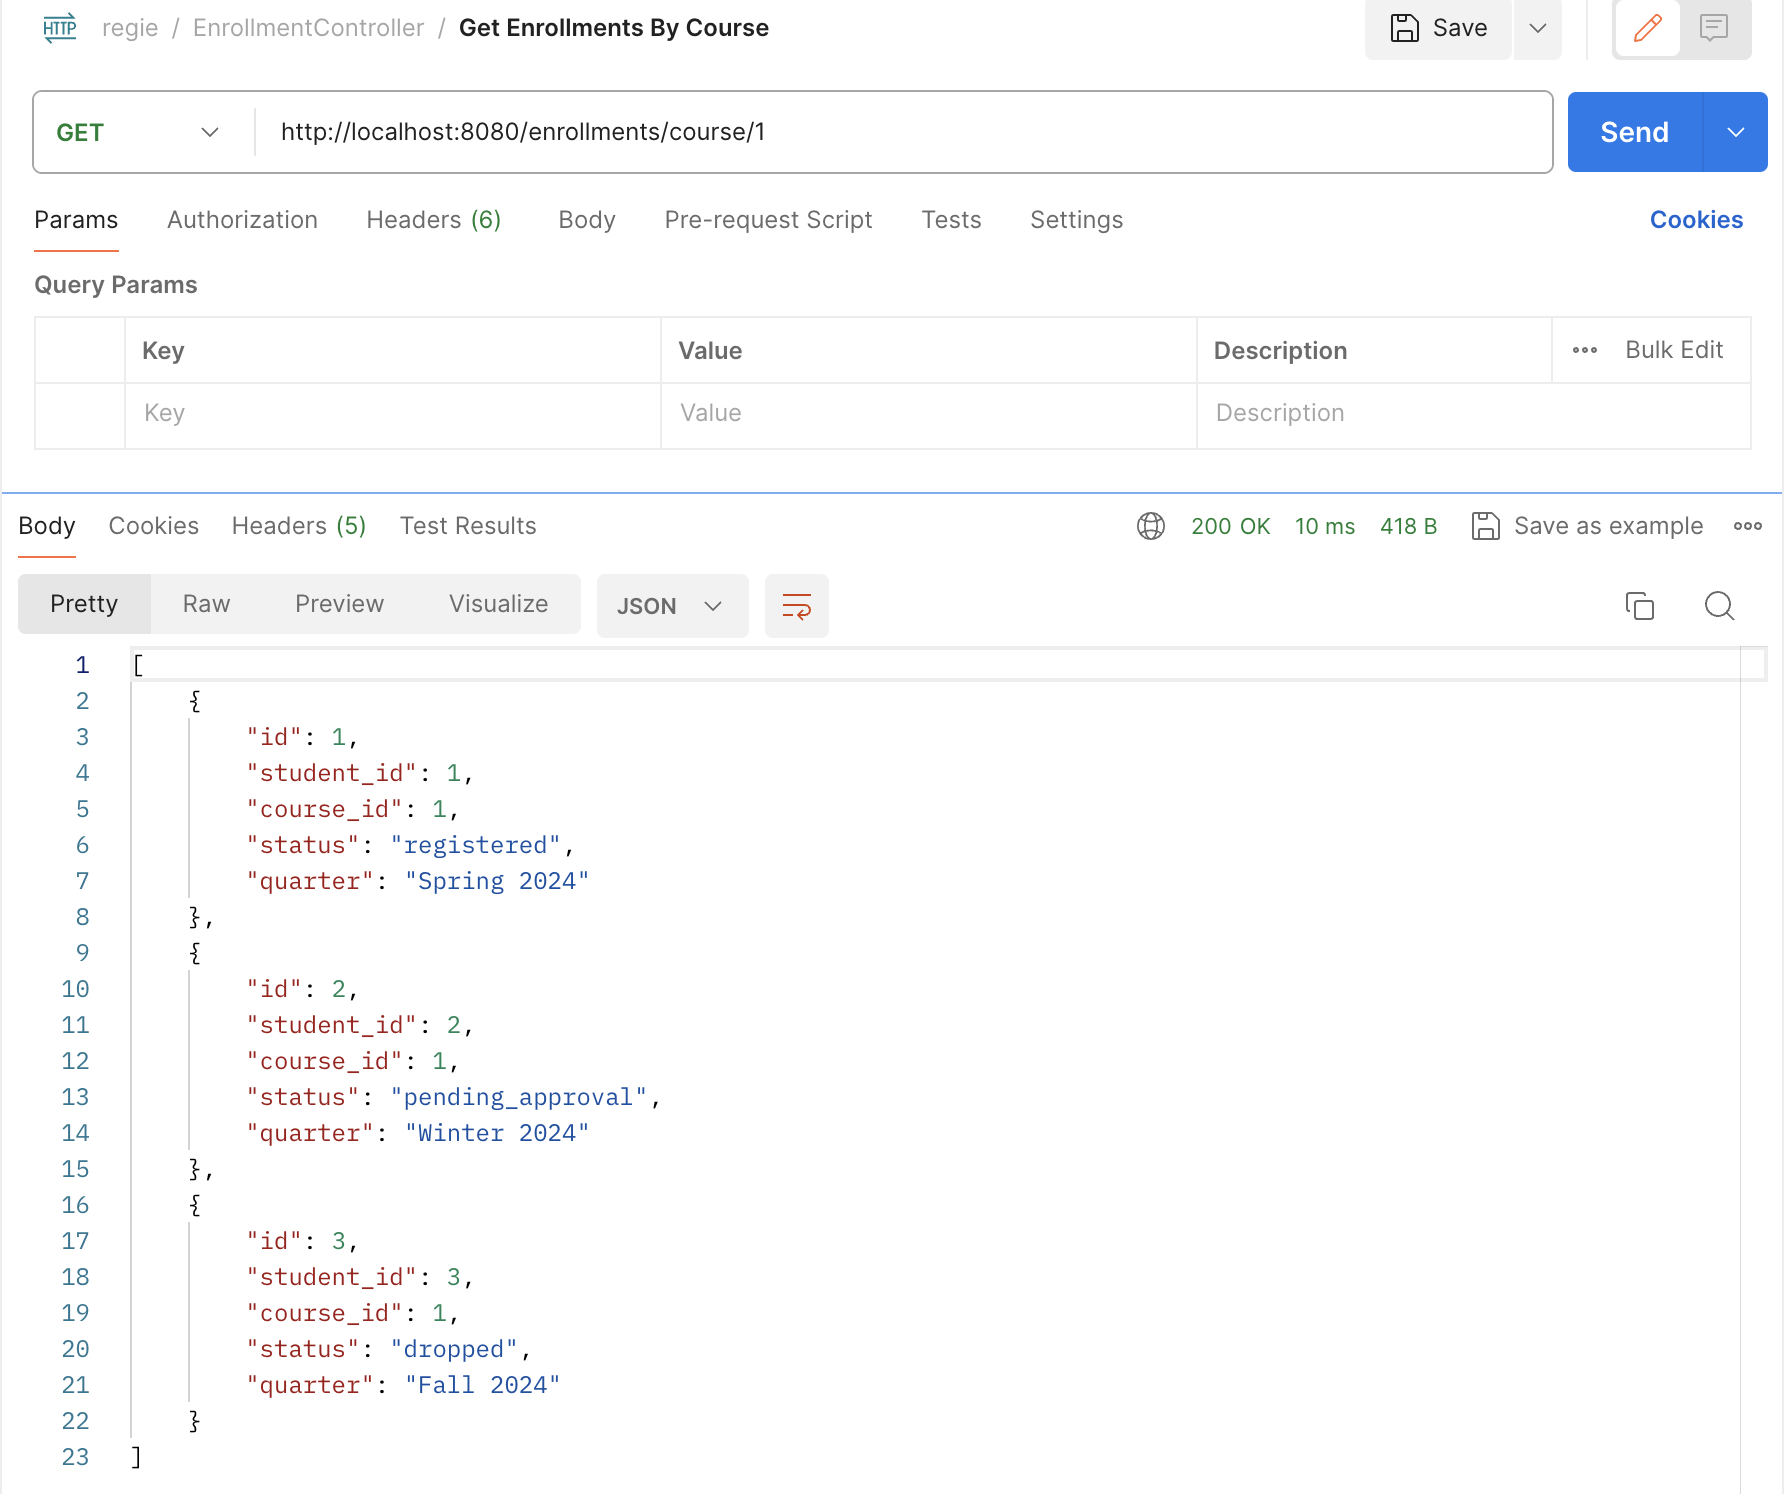 HTTP regie / EnrollmentController / Get Enrollments By Course Save
GET http://localhost:8080/enrollments/course/1 Send
Params Authorization Headers (6) Body Pre-request Script Tests Settings Cookies
Query Params
Key Value Description Bulk Edit
Key Value Description
Body Cookies Headers (5) Test Results 200 OK 10 ms 418 B Save as example
Pretty Raw Preview Visualize JSON
1 [
2 {
3 "id": 1,
4 "student_id": 1,
5 "course_id": 1,
6 "status": "registered",
7 "quarter": "Spring 2024"
8 },
9 {
10 "id": 2,
11 "student_id": 2,
12 "course_id": 1,
13 "status": "pending_approval",
14 "quarter": "Winter 2024"
15 },
16 {
17 "id": 3,
18 "student_id": 3,
19 "course_id": 1,
20 "status": "dropped",
21 "quarter": "Fall 2024"
22 }
23 ]